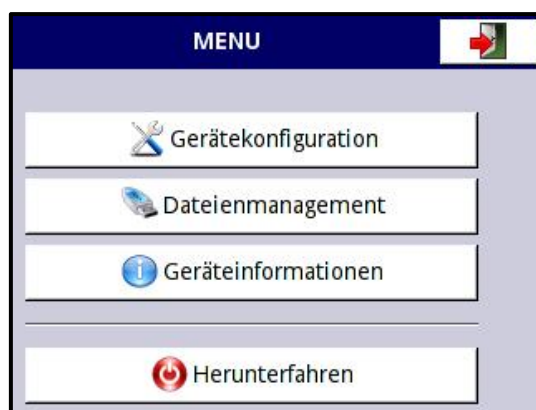 MENU
Gerätekonfiguration
Dateienmanagement
Geräteinformationen
Herunterfahren